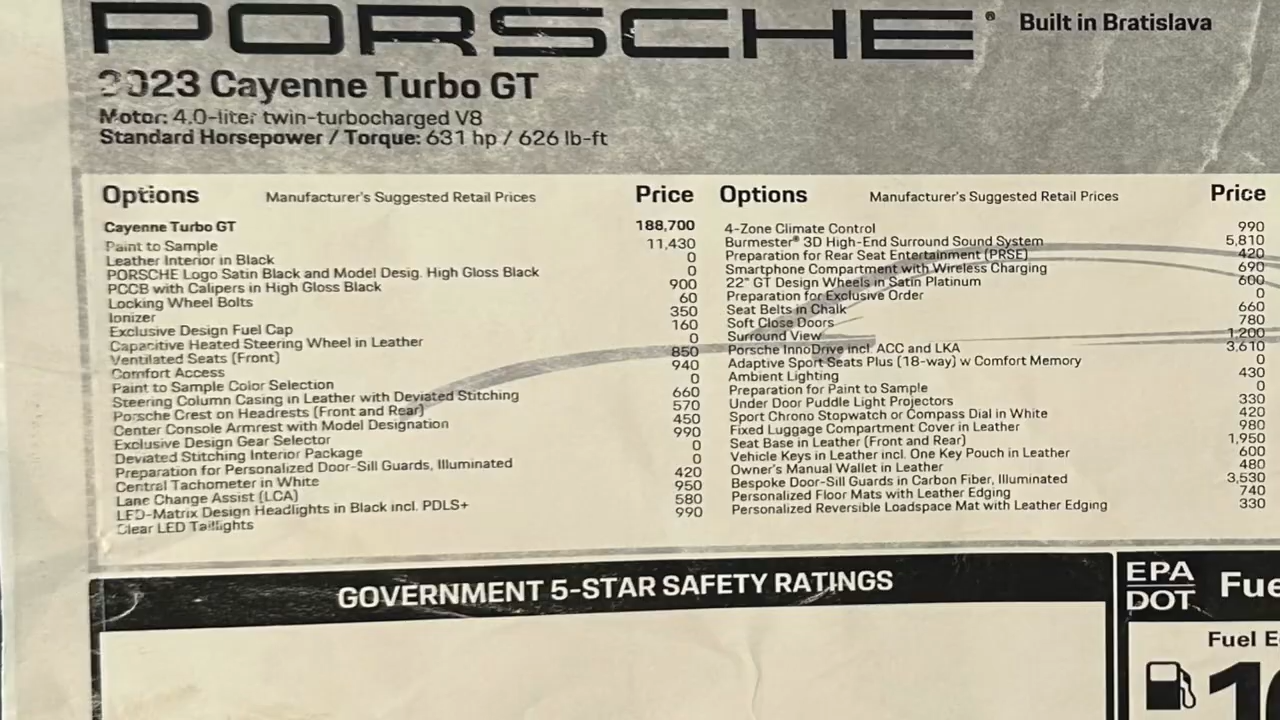 PORSCHE® Built in Bratislava
2023 Cayenne Turbo GT
Motor: 4.0-liter twin-turbocharged V8
Standard Horsepower / Torque: 631 hp / 626 lb-ft
Options Manufacturer's Suggested Retail Prices Price
Cayenne Turbo GT 188,700
Paint to Sample 11,430
Leather Interior in Black 0
PORSCHE Logo Satin Black and Model Desig. High Gloss Black 0
PCCB with Calipers in High Gloss Black 900
Locking Wheel Bolts 60
Ionizer 350
Exclusive Design Fuel Cap 160
Capacitive Heated Steering Wheel in Leather 0
Ventilated Seats (Front) 850
Comfort Access 940
Paint to Sample Color Selection 0
Steering Column Casing in Leather with Deviated Stitching 660
Porsche Crest on Headrests (Front and Rear) 570
Center Console Armrest with Model Designation 450
Exclusive Design Gear Selector 990
Deviated Stitching Interior Package 0
Preparation for Personalized Door-Sill Guards, Illuminated 0
Central Tachometer in White 420
Lane Change Assist (LCA) 950
LED-Matrix Design Headlights in Black incl. PDLS+ 580
Clear LED Taillights 990
Options Manufacturer's Suggested Retail Prices Price
4-Zone Climate Control 990
Burmester® 3D High-End Surround Sound System 5,810
Preparation for Rear Seat Entertainment (PRSE) 420
Smartphone Compartment with Wireless Charging 690
22" GT Design Wheels in Satin Platinum 600
Preparation for Exclusive Order 0
Seat Belts in Chalk 660
Soft Close Doors 780
Surround View 1,200
Porsche InnoDrive incl. ACC and LKA 3,610
Adaptive Sport Seats Plus (18-way) w Comfort Memory 0
Ambient Lighting 430
Preparation for Paint to Sample 0
Under Door Puddle Light Projectors 330
Sport Chrono Stopwatch or Compass Dial in White 420
Fixed Luggage Compartment Cover in Leather 980
Seat Base in Leather (Front and Rear) 1,950
Vehicle Keys in Leather incl. One Key Pouch in Leather 600
Owner's Manual Wallet in Leather 480
Bespoke Door-Sill Guards in Carbon Fiber, Illuminated 3,530
Personalized Floor Mats with Leather Edging 740
Personalized Reversible Loadspace Mat with Leather Edging 330
GOVERNMENT 5-STAR SAFETY RATINGS
EPA
DOT
Fue
Fuel E